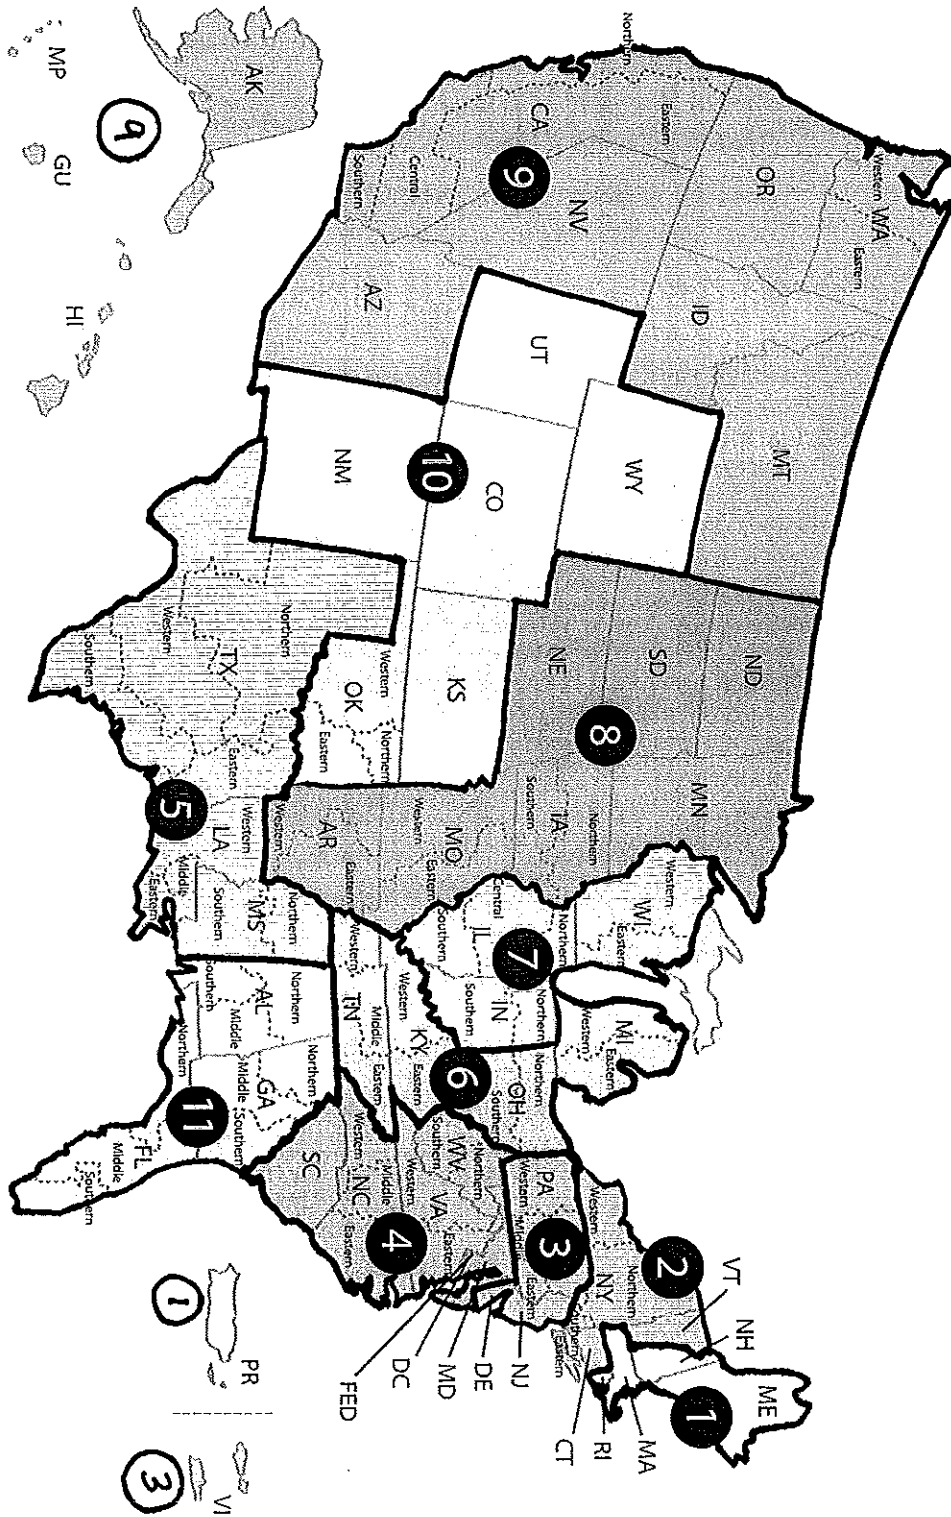 WA
Western
Eastern
OR
ID
MT
Northern
CA
Eastern
Central
Southern
9
NV
AZ
UT
WY
10
CO
NM
ND
SD
NE
MN
8
IA
Northern
Southern
MO
Western
Eastern
AR
Western
Eastern
KS
OK
Western
Northern
Eastern
TX
Northern
Western
Southern
Eastern
5
LA
Western
Middle
Eastern
MS
Northern
Southern
WI
Western
Eastern
MI
Western
Eastern
7
IL
Northern
Central
Southern
IN
Northern
Southern
OH
Northern
Southern
6
KY
Western
Eastern
TN
Western
Middle
Eastern
AL
Northern
Middle
Southern
GA
Northern
Middle
Southern
11
FL
Northern
Middle
Southern
SC
NC
Western
Middle
Eastern
4
VA
Western
Eastern
WV
Northern
Southern
PA
Western
Middle
Eastern
3
NY
Western
Northern
Southern
Eastern
2
VT
NH
ME
1
MA
RI
CT
NJ
DE
MD
DC
FED
AK
9
MP
GU
HI
1
PR
3
VI